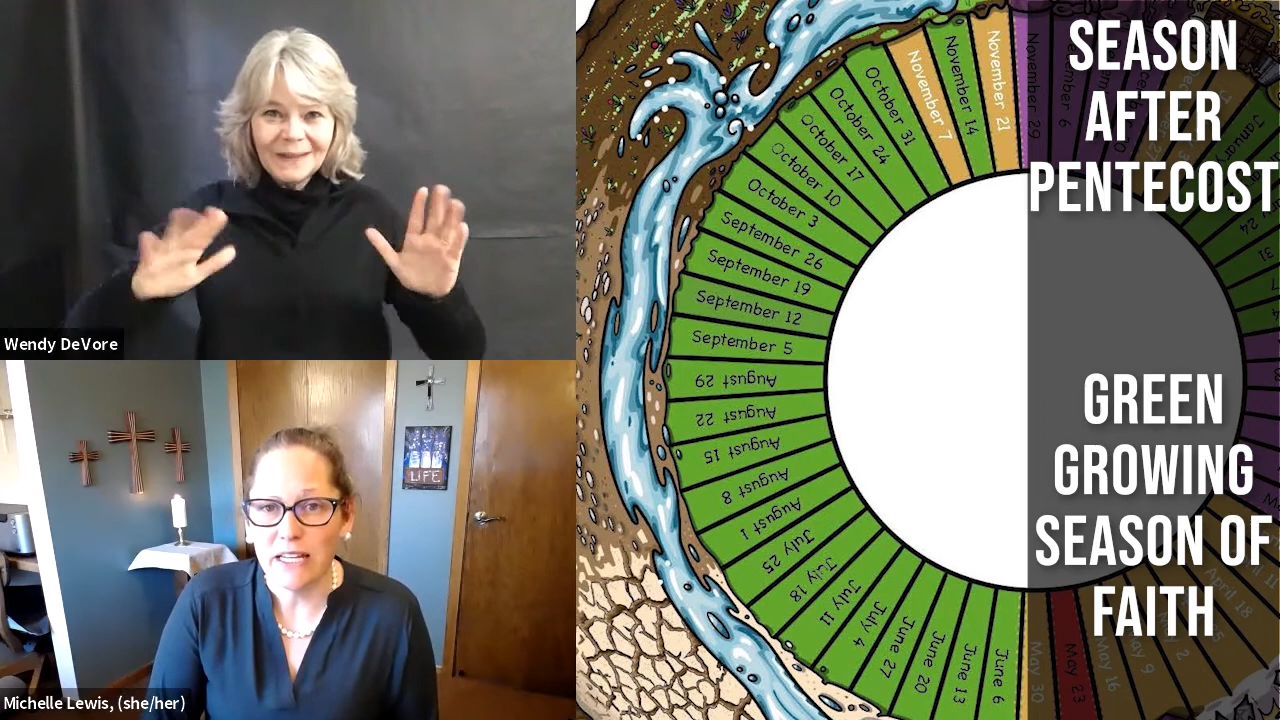 Wendy DeVore
LIFE
Michelle Lewis, (she/her)
SEASON
AFTER
PENTECOST
GREEN
GROWING
SEASON OF
FAITH
November 29
November 21
November 14
November 7
October 31
October 24
October 17
October 10
October 3
September 26
September 19
September 12
September 5
August 29
August 22
August 15
August 8
August 1
July 25
July 18
July 11
July 4
June 27
June 20
June 13
June 6
May 30
May 23
May 16
April 18